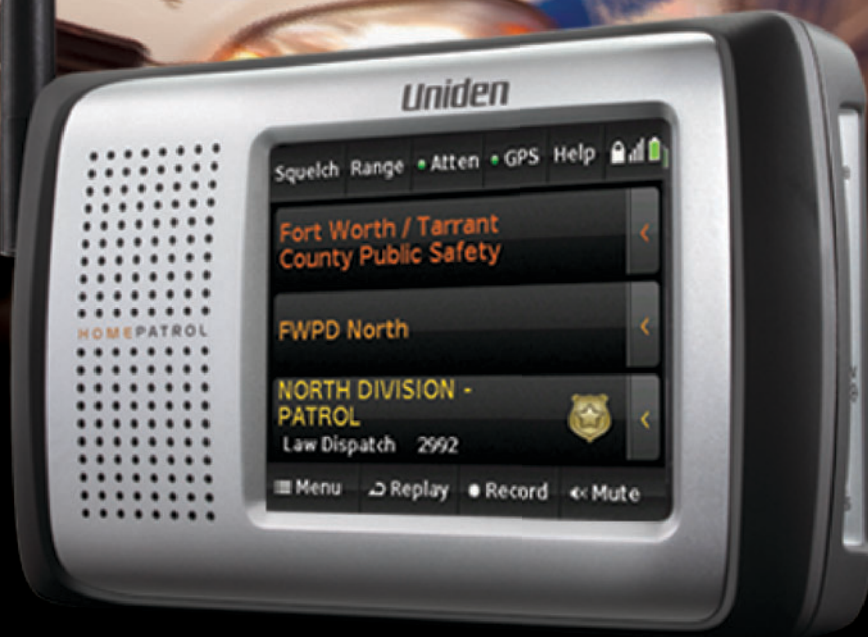 Uniden
Squelch Range • Atten • GPS Help
Fort Worth / Tarrant
County Public Safety
FWPD North
HOMEPATROL
NORTH DIVISION -
PATROL
Law Dispatch 2992
Menu Replay Record Mute